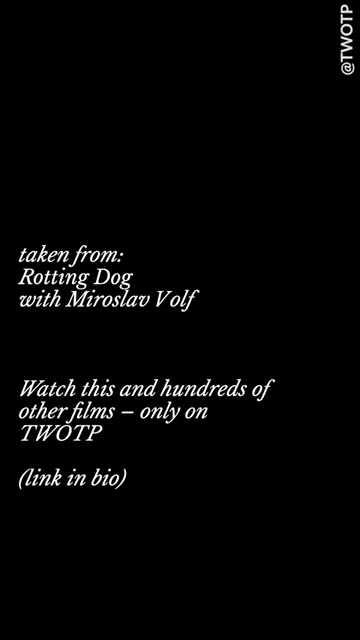 @TWOTP
taken from:
Rotting Dog
with Miroslav Volf
Watch this and hundreds of
other films – only on
TWOTP
(link in bio)